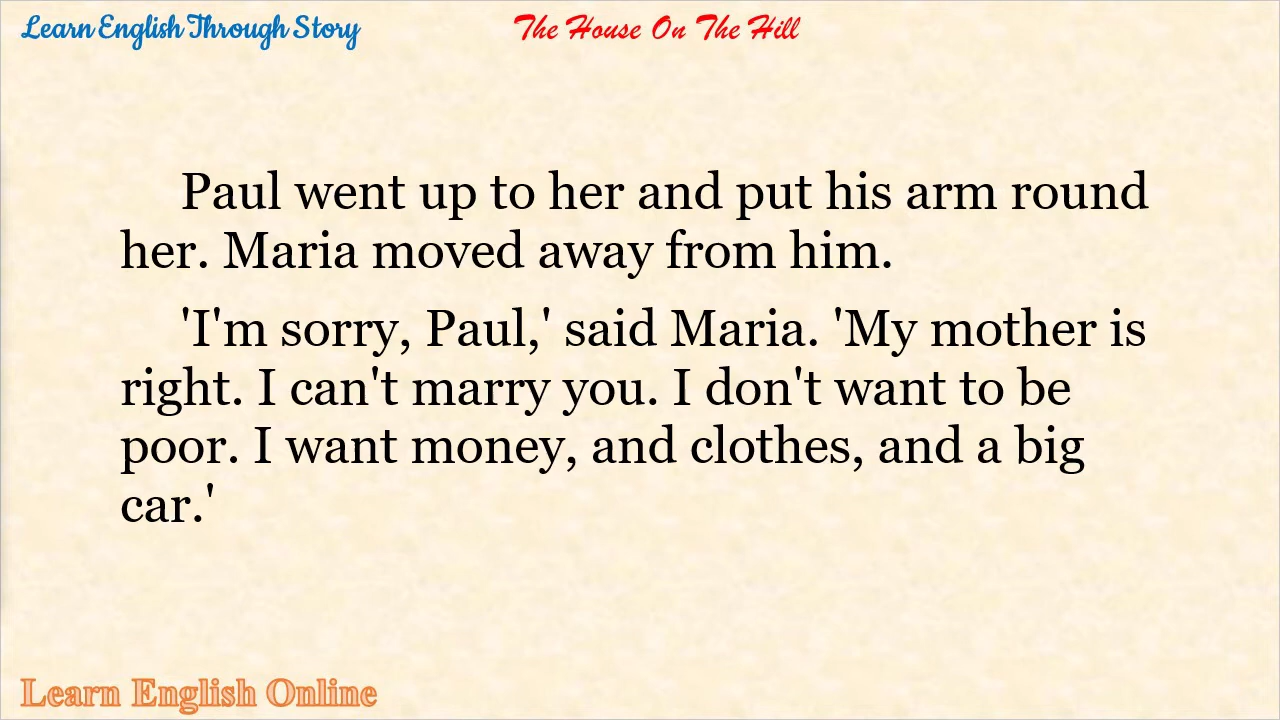 Learn English Through Story
The House On The Hill
Paul went up to her and put his arm round
her. Maria moved away from him.
'I'm sorry, Paul,' said Maria. 'My mother is
right. I can't marry you. I don't want to be
poor. I want money, and clothes, and a big
car.'
Learn English Online